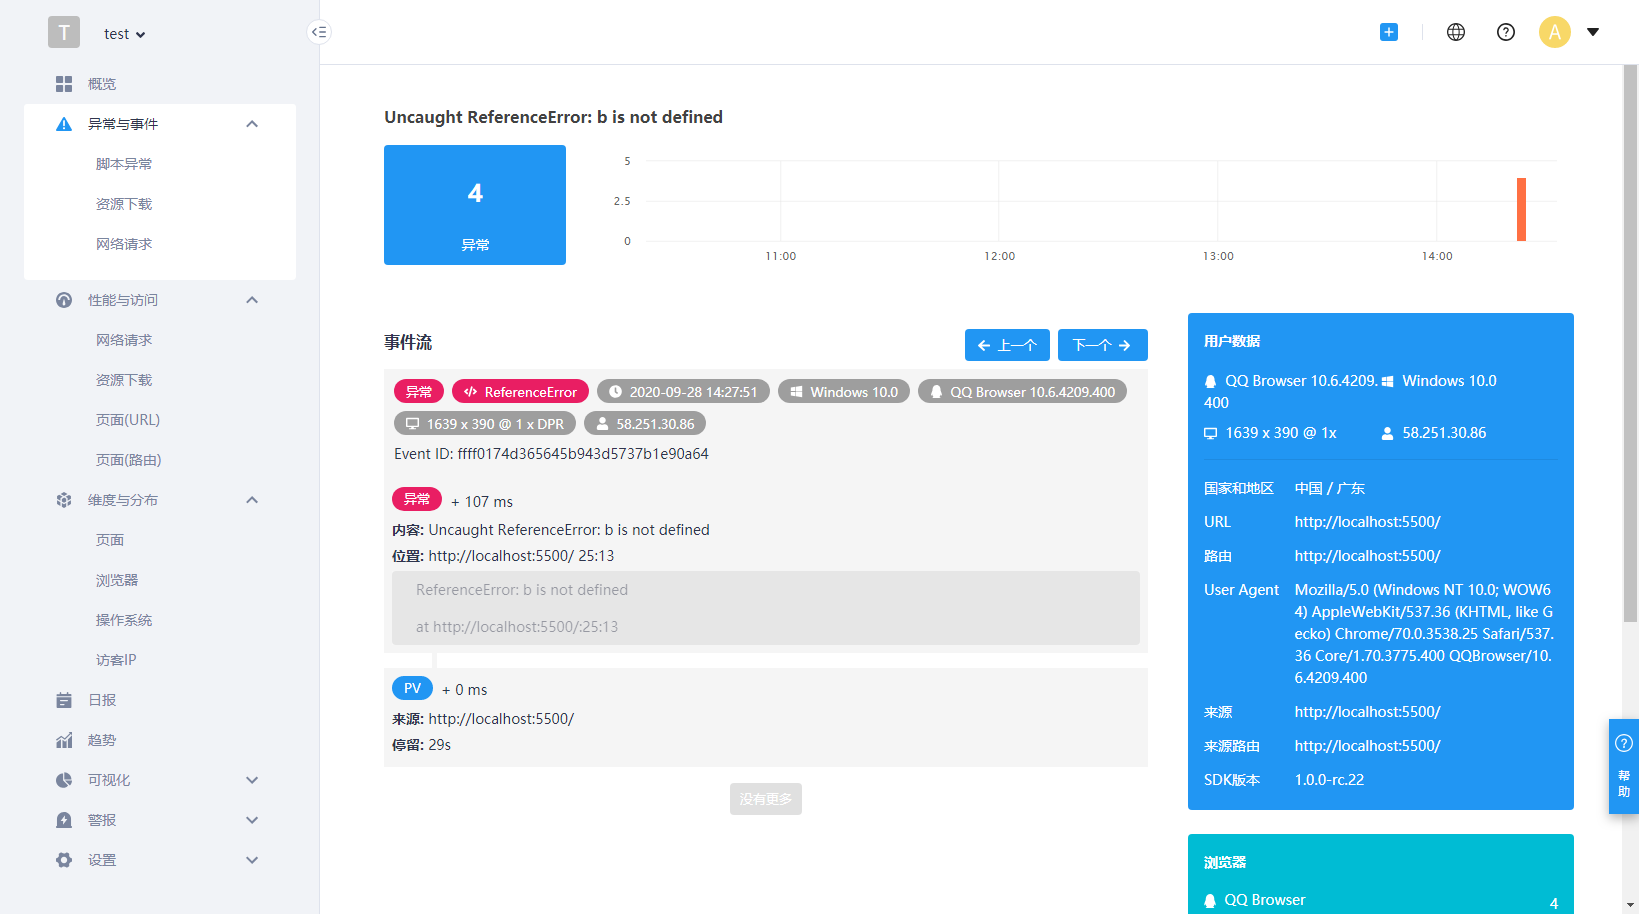 T
test
概览
异常与事件
脚本异常
资源下载
网络请求
性能与访问
网络请求
资源下载
页面(URL)
页面(路由)
维度与分布
页面
浏览器
操作系统
访客IP
日报
趋势
可视化
警报
设置
A
Uncaught ReferenceError: b is not defined
4
异常
5
2.5
0
11:00 12:00 13:00 14:00
事件流
上一个 下一个
异常 ReferenceError 2020-09-28 14:27:51 Windows 10.0 QQ Browser 10.6.4209.400
1639 x 390 @ 1 x DPR 58.251.30.86
Event ID: ffff0174d365645b943d5737b1e90a64
异常 + 107 ms
内容: Uncaught ReferenceError: b is not defined
位置: http://localhost:5500/ 25:13
ReferenceError: b is not defined
at http://localhost:5500/:25:13
PV + 0 ms
来源: http://localhost:5500/
停留: 29s
没有更多
用户数据
QQ Browser 10.6.4209. Windows 10.0
400
1639 x 390 @ 1x 58.251.30.86
国家和地区 中国 / 广东
URL http://localhost:5500/
路由 http://localhost:5500/
User Agent Mozilla/5.0 (Windows NT 10.0; WOW6
4) AppleWebKit/537.36 (KHTML, like G
ecko) Chrome/70.0.3538.25 Safari/537.
36 Core/1.70.3775.400 QQBrowser/10.
6.4209.400
来源 http://localhost:5500/
来源路由 http://localhost:5500/
SDK版本 1.0.0-rc.22
浏览器
QQ Browser 4
帮
助